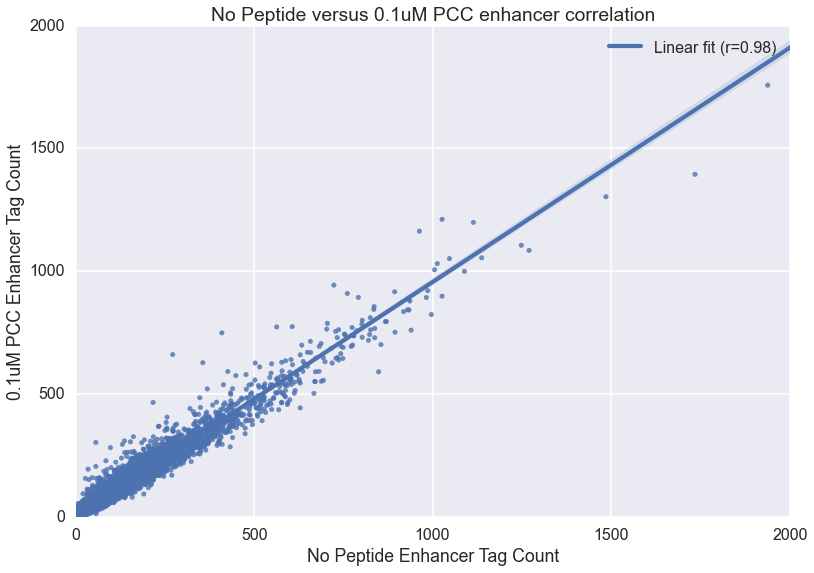 No Peptide versus 0.1uM PCC enhancer correlation
Linear fit (r=0.98)
0.1uM PCC Enhancer Tag Count
2000
1500
1000
500
0
0 500 1000 1500 2000
No Peptide Enhancer Tag Count